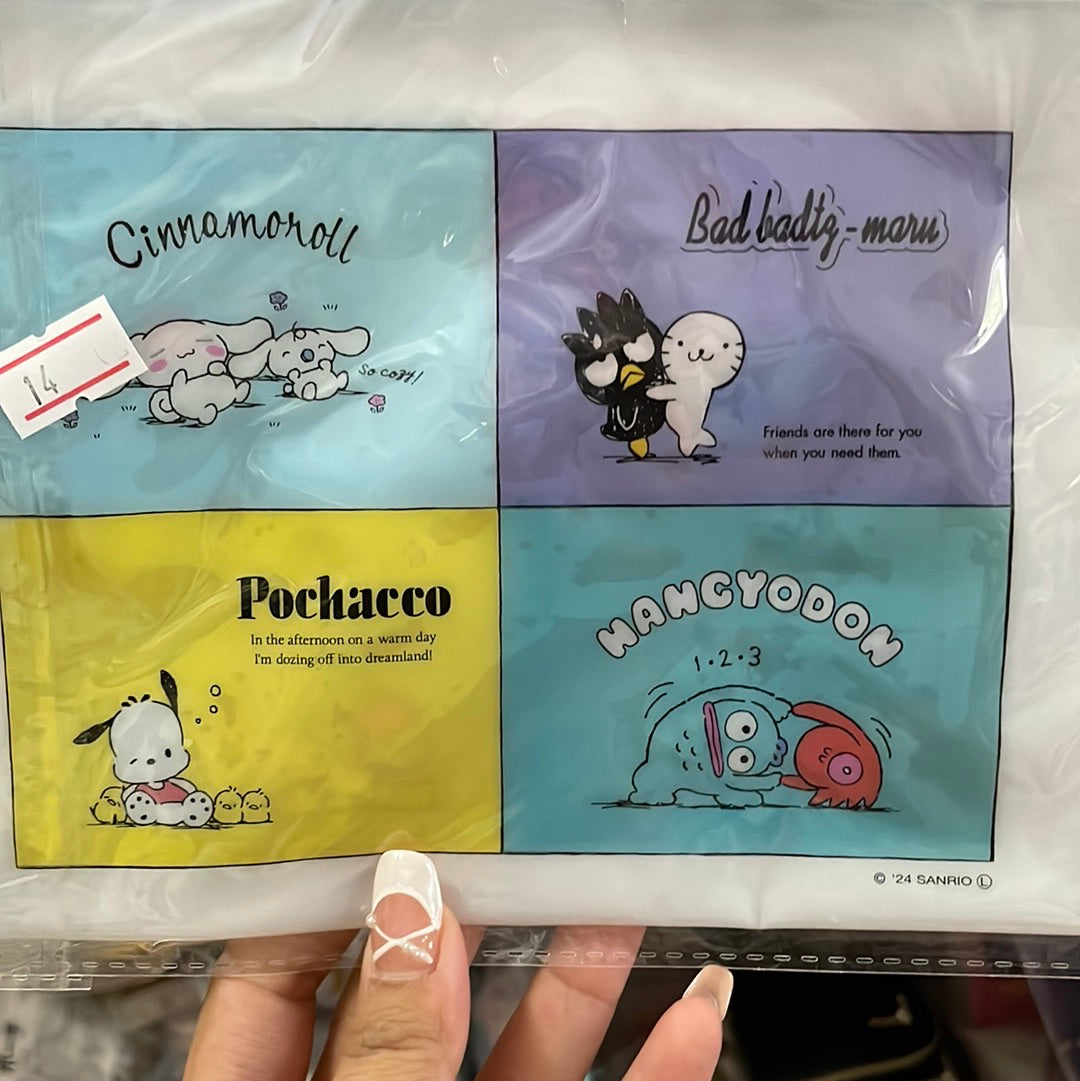 Cinnamoroll
so cozy!
14
Bad badtz-maru
Friends are there for you
when you need them.
Pochacco
In the afternoon on a warm day
I'm dozing off into dreamland!
HANGYODON
1•2•3
© '24 SANRIO Ⓛ